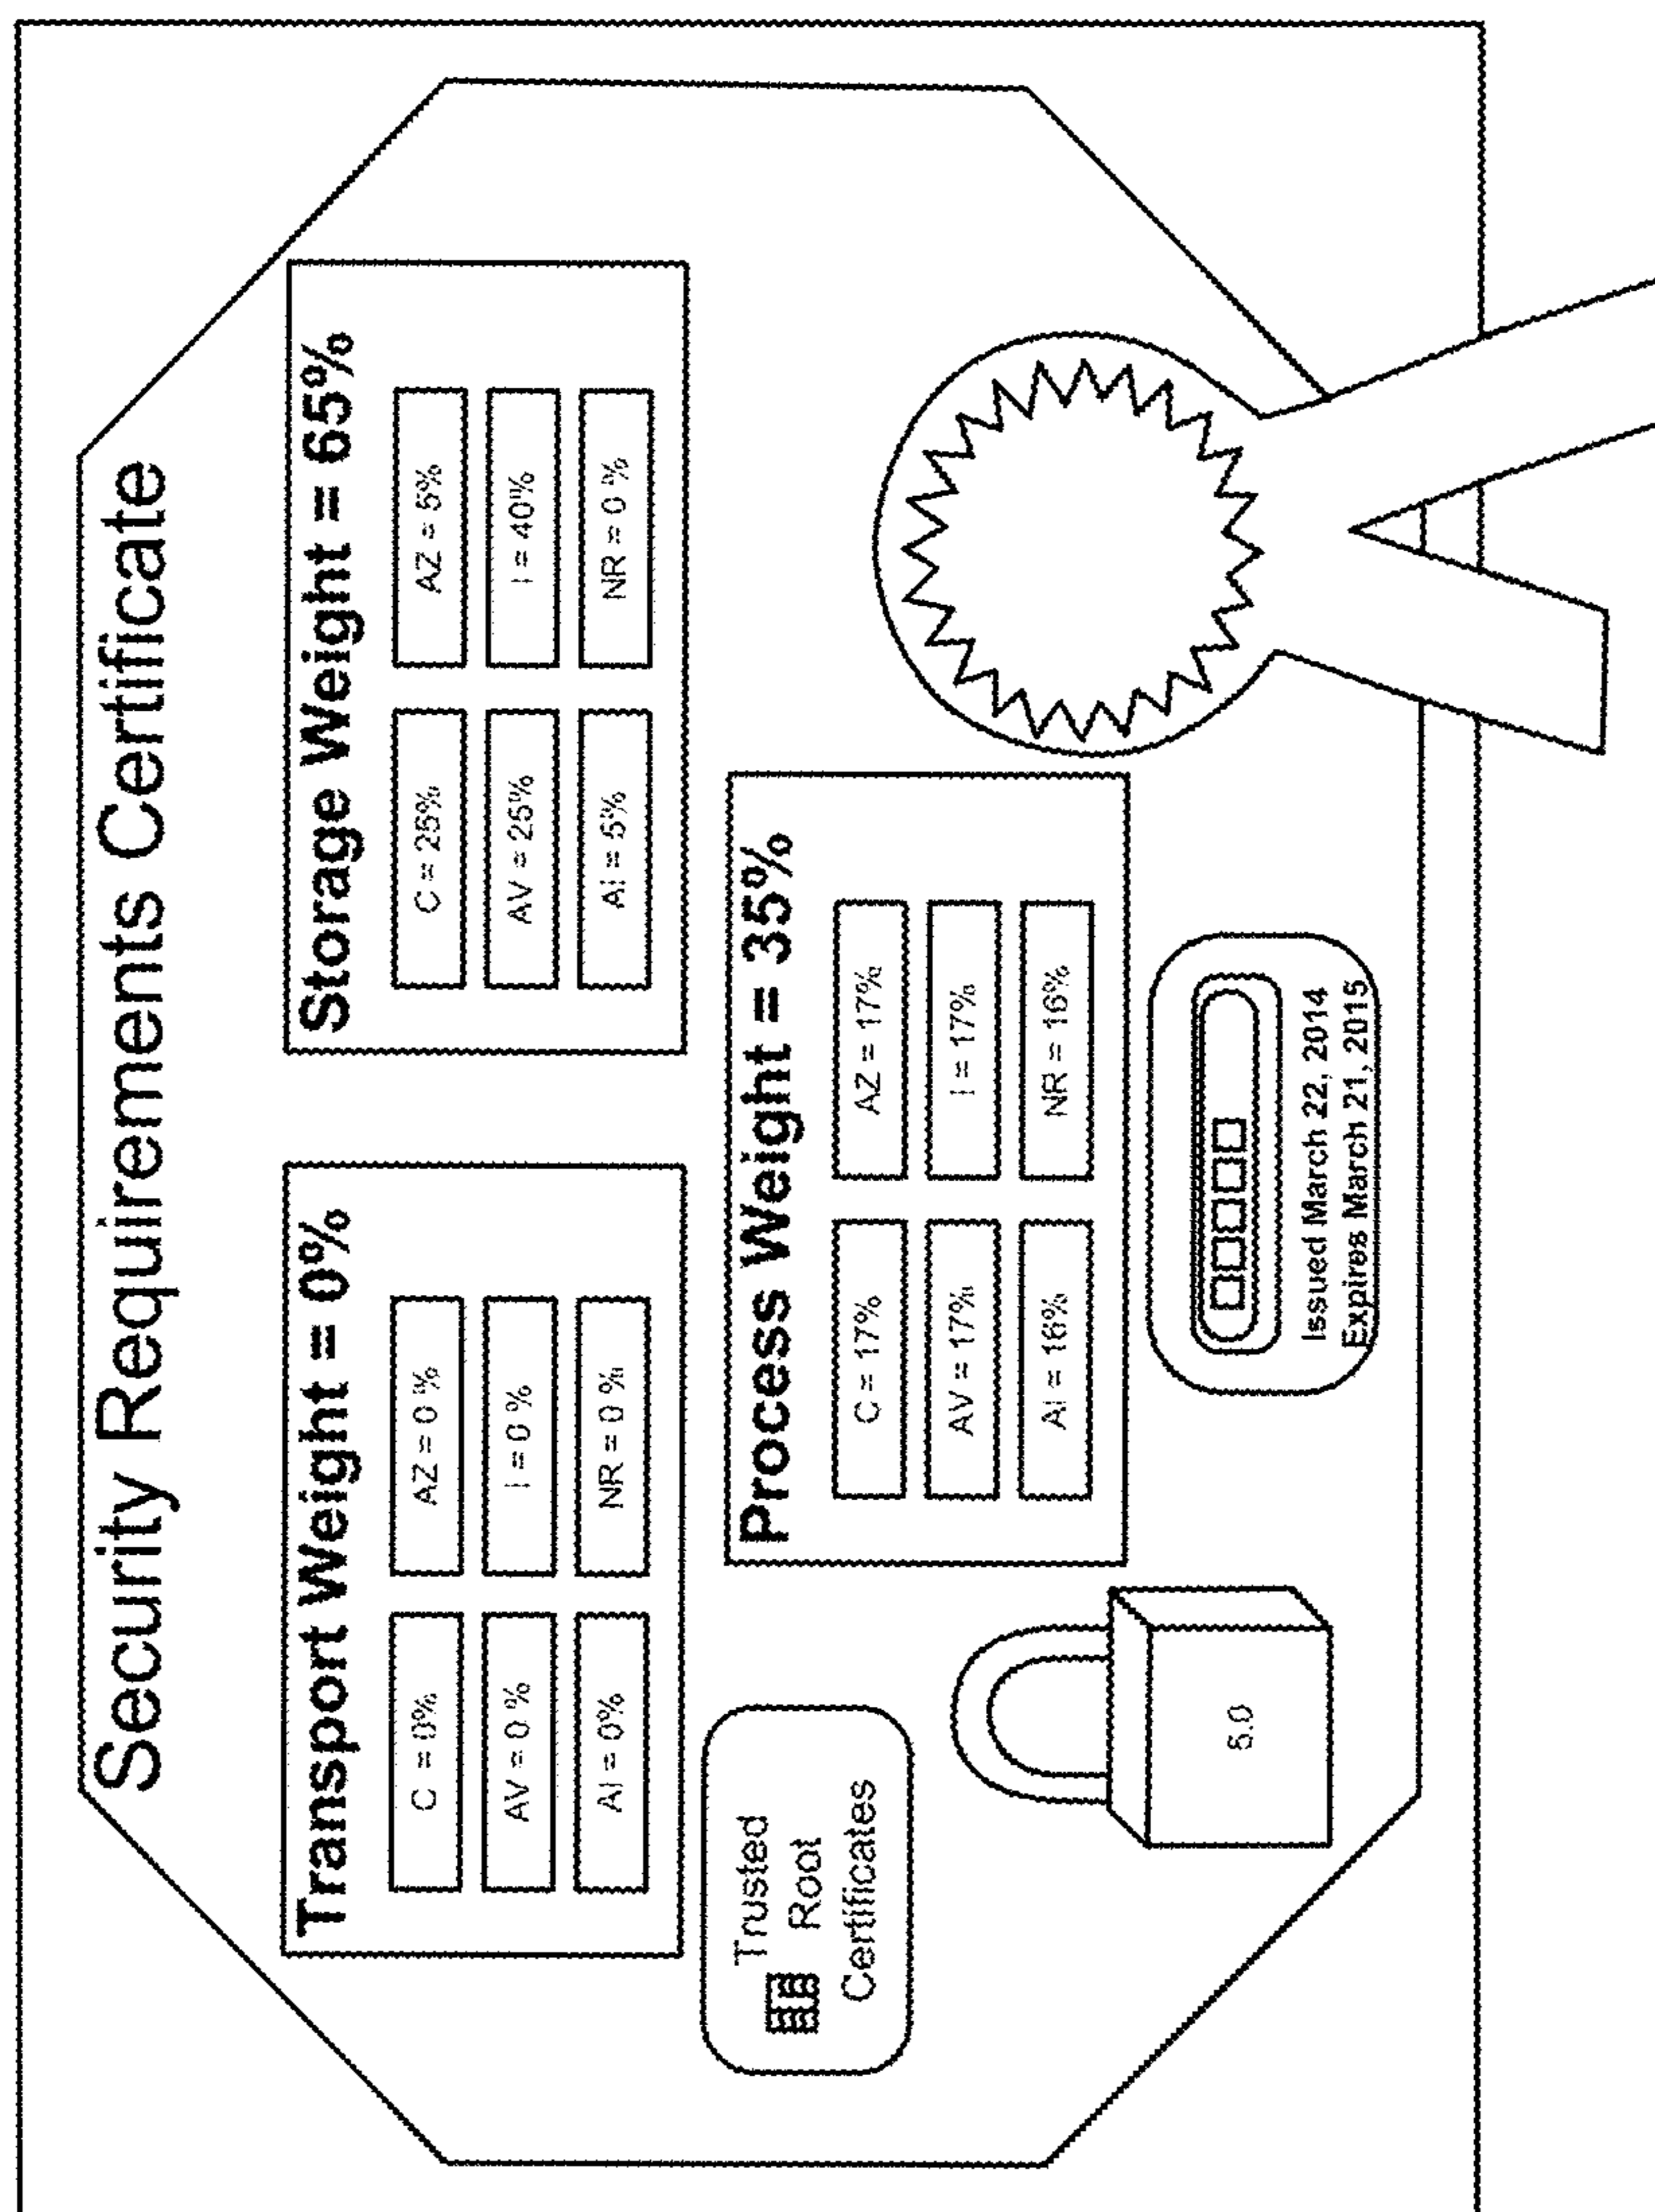 Security Requirements Certificate
Transport Weight = 0%
C = 0%
AZ = 0 %
AV = 0 %
I = 0 %
AI = 0%
NR = 0 %
Storage Weight = 65%
C = 25%
AZ = 5%
AV = 25%
I = 40%
AI = 5%
NR = 0 %
Process Weight = 35%
C = 17%
AZ = 17%
AV = 17%
I = 17%
AI = 16%
NR = 16%
Trusted
Root
Certificates
5.0
Issued March 22, 2014
Expires March 21, 2015